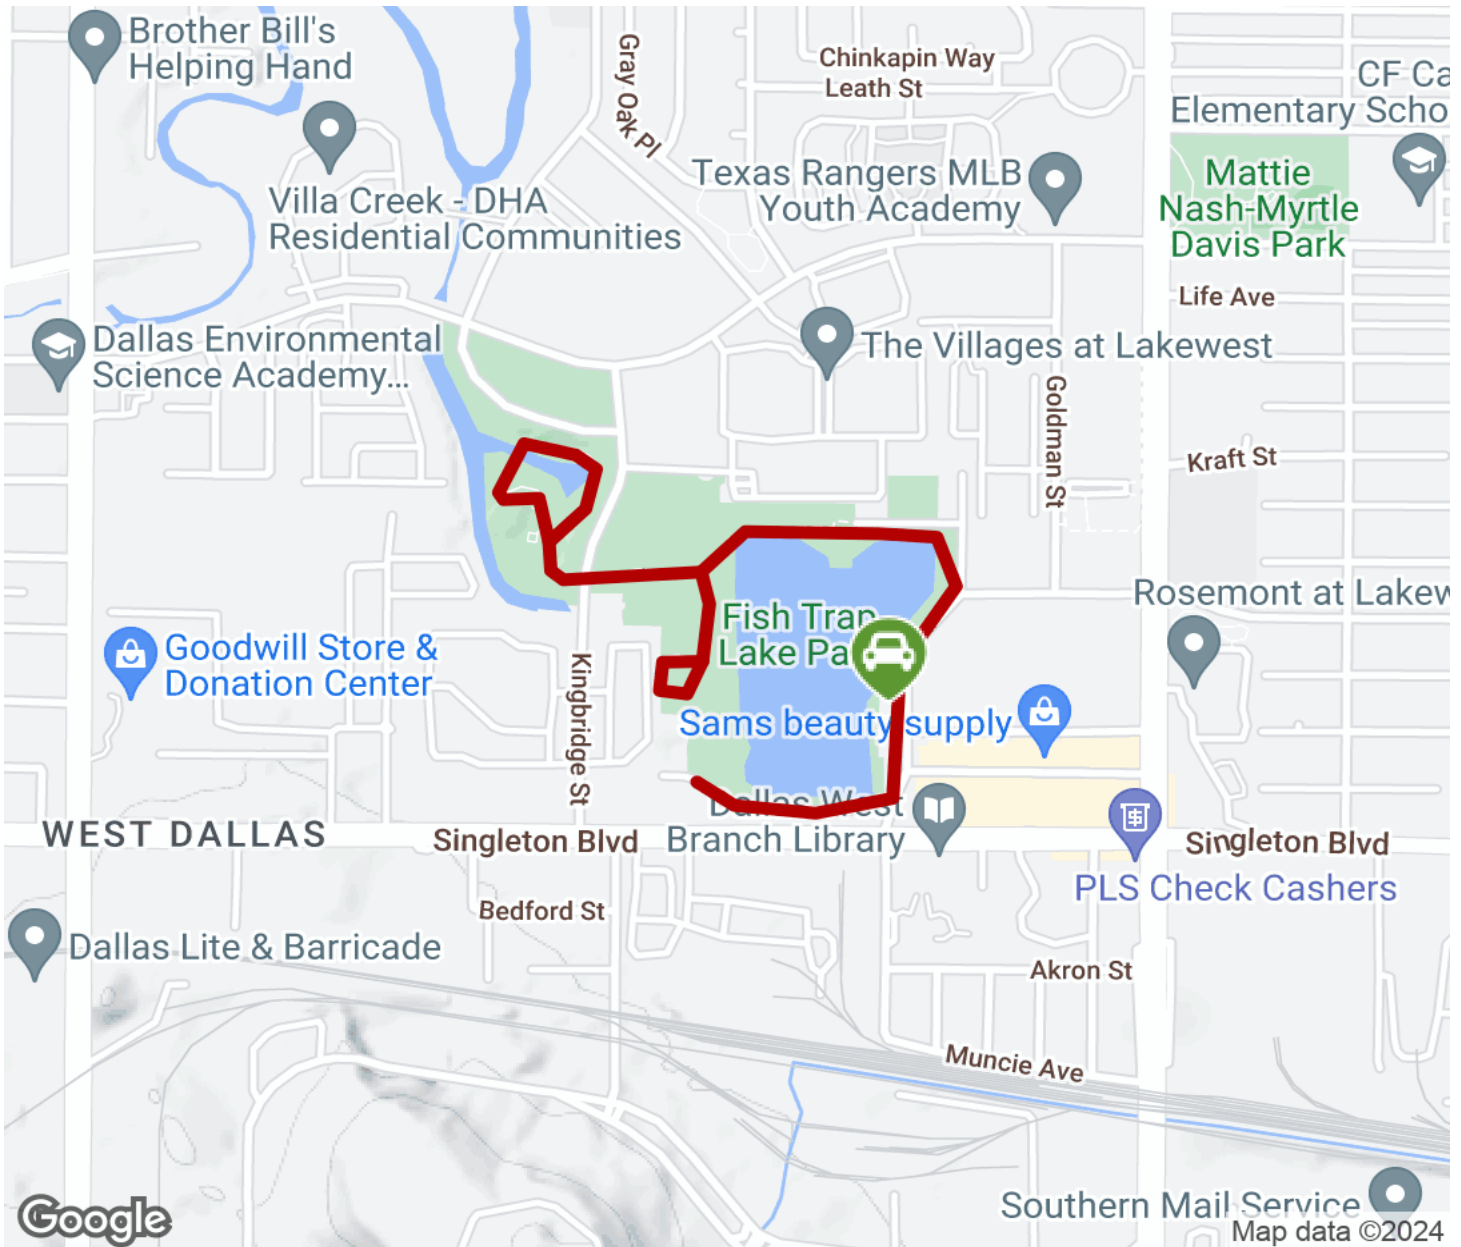 Brother Bill's
Helping Hand
Gray Oak Pl
Chinkapin Way
Leath St
CF Ca
Elementary Scho
Villa Creek - DHA
Residential Communities
Texas Rangers MLB
Youth Academy
Mattie
Nash-Myrtle
Davis Park
Life Ave
Dallas Environmental
Science Academy...
The Villages at Lakewest
Goldman St
Kraft St
Rosemont at Lakew
Fish Trap
Lake Pa
Goodwill Store &
Donation Center
Kingbridge St
Sams beauty supply
Dallas West
Branch Library
WEST DALLAS
Singleton Blvd
Singleton Blvd
PLS Check Cashers
Bedford St
Dallas Lite & Barricade
Akron St
Muncie Ave
Southern Mail Service
Google
Map data ©2024